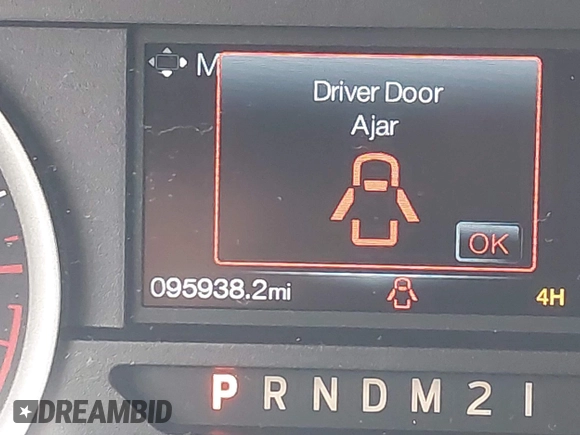 M
Driver Door
Ajar
OK
095938.2mi
4H
P R N D M 2 1
DREAMBID